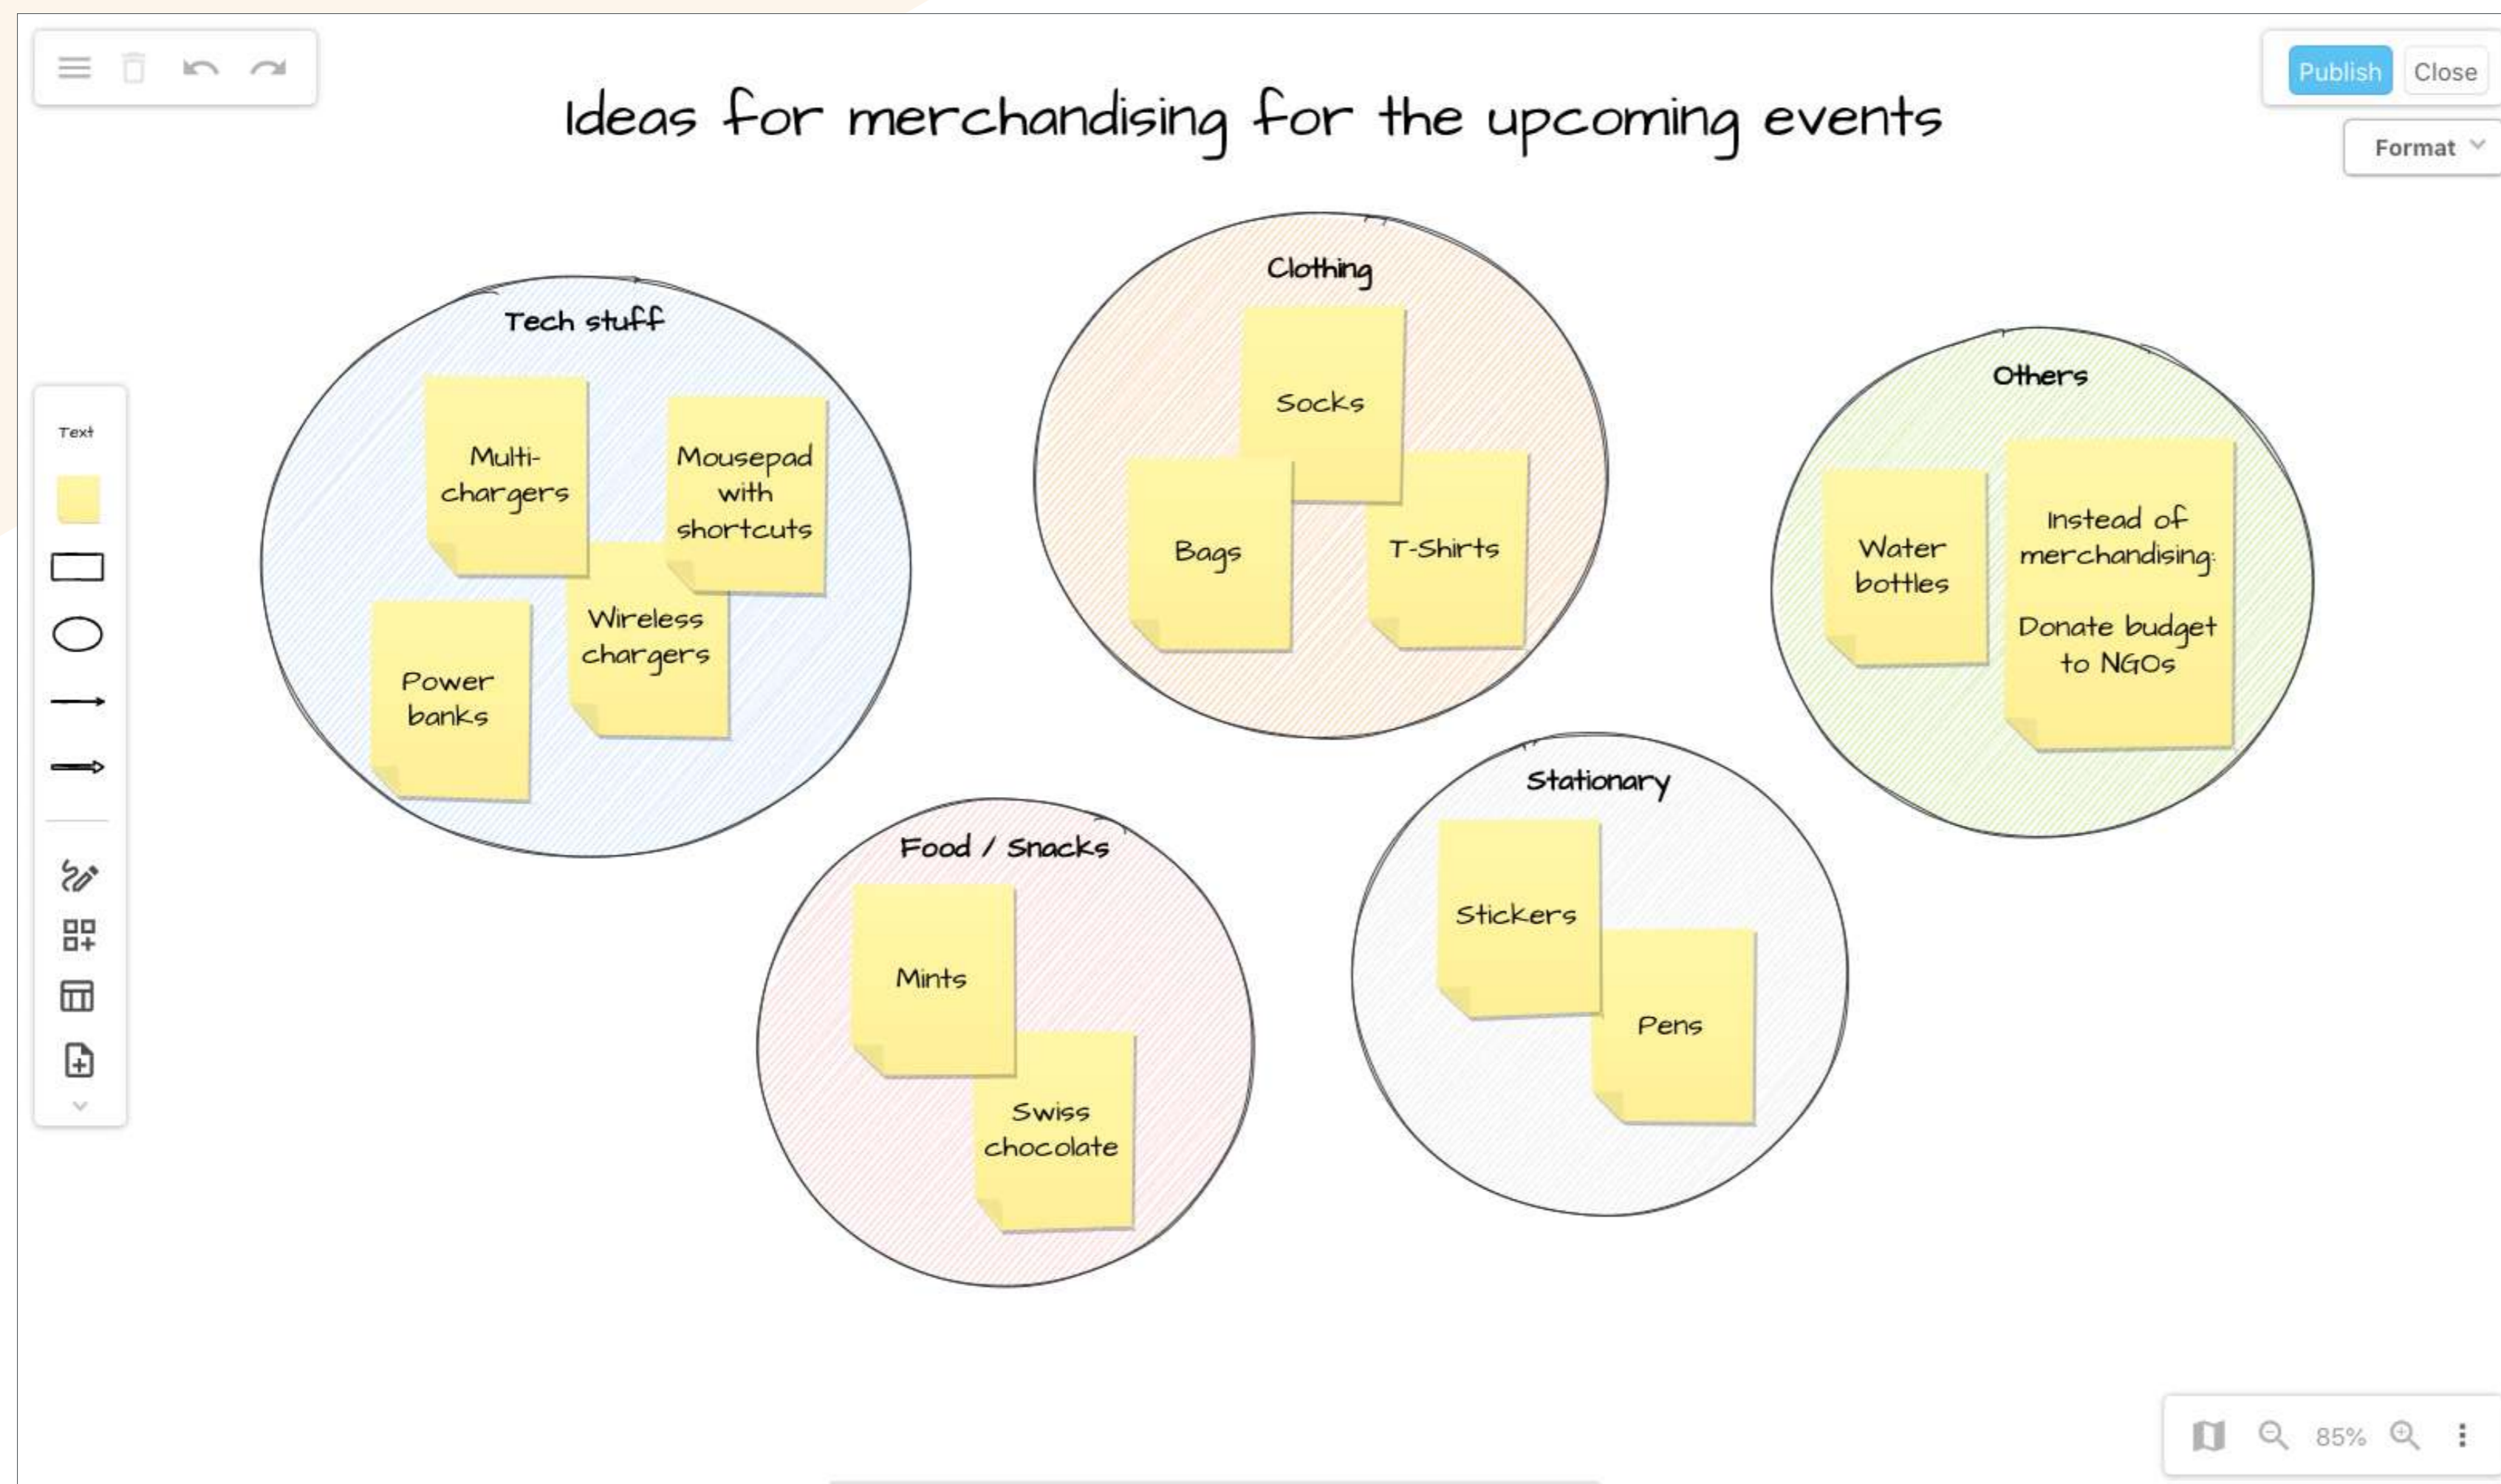 Publish
Close
Ideas for merchandising for the upcoming events
Format
Clothing
Tech stuff
Others
Socks
Text
Multi-
chargers
Mousepad
with
shortcuts
Bags
T-Shirts
Water
bottles
Instead of
merchandising:
Donate budget
to NGOs
Wireless
chargers
Power
banks
Stationary
Food / Snacks
Stickers
Mints
Pens
Swiss
chocolate
85%